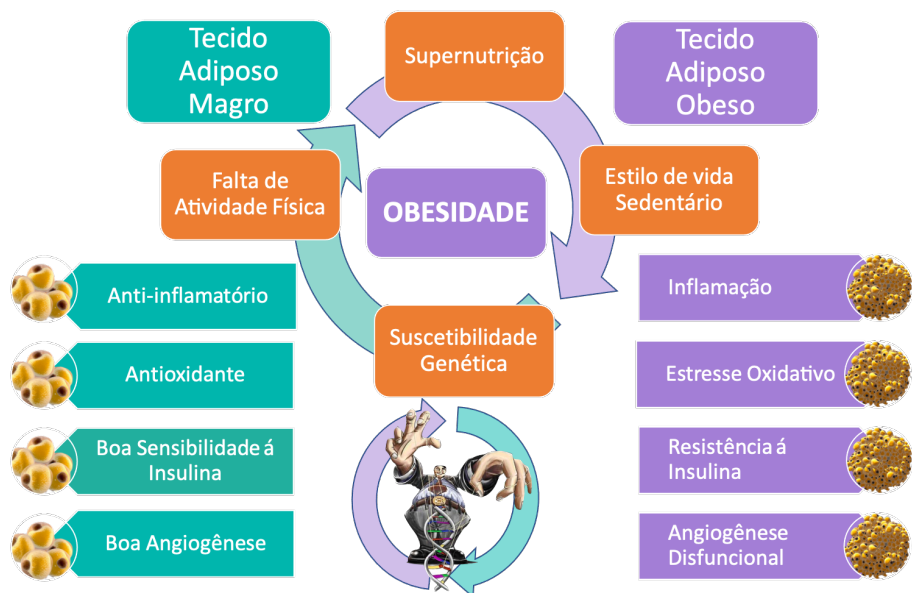 Tecido
Adiposo
Magro
Supernutrição
Tecido
Adiposo
Obeso
Falta de
Atividade Física
OBESIDADE
Estilo de vida
Sedentário
Anti-inflamatório
Antioxidante
Boa Sensibilidade á
Insulina
Boa Angiogênese
Suscetibilidade
Genética
Inflamação
Estresse Oxidativo
Resistência á
Insulina
Angiogênese
Disfuncional